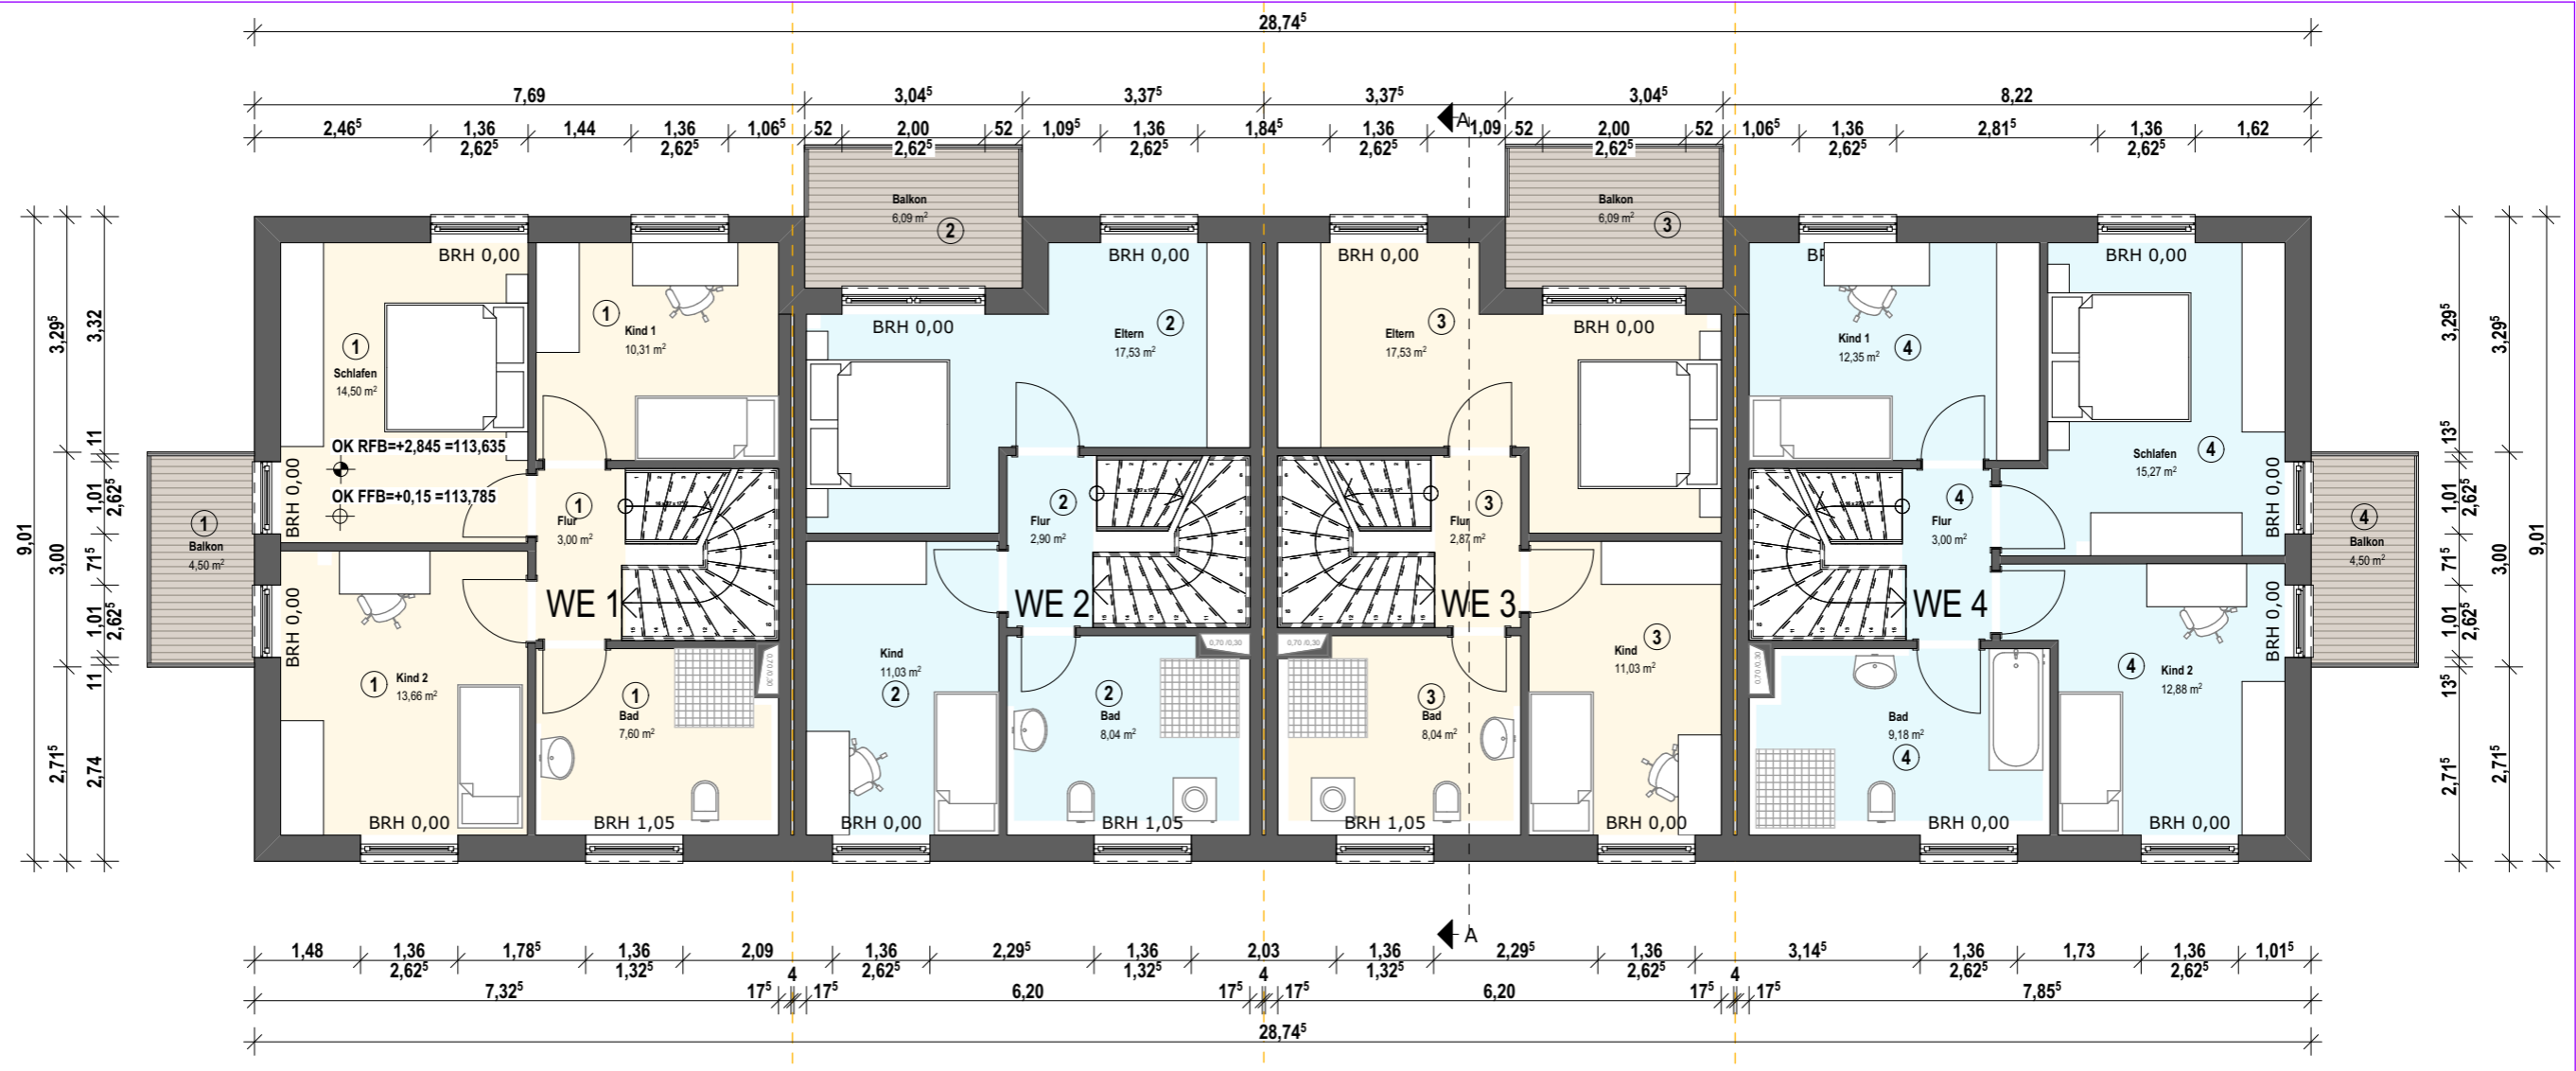 28,74⁵
7,69 3,04⁵ 3,37⁵ 3,37⁵ 3,04⁵ 8,22
2,46⁵ 1,36 1,44 1,36 1,06⁵ 52 2,00 52 1,09⁵ 1,36 1,84⁵ 1,36 A 1,09 52 2,00 52 1,06⁵ 1,36 2,81⁵ 1,36 1,62
2,62⁵ 2,62⁵ 2,62⁵ 2,62⁵ 2,62⁵ 2,62⁵ 2,62⁵ 2,62⁵
9,01
3,29⁵ 3,00 2,71⁵
3,32 11 1,01 71⁵ 1,01 11 2,74
2,62⁵ 2,62⁵
1
Balkon
4,50 m²
BRH 0,00
1
Schlafen
14,50 m²
OK RFB=+2,845 =113,635
OK FFB=+0,15 =113,785
BRH 0,00
BRH 0,00
1
Kind 1
10,31 m²
1
Flur
3,00 m²
WE 1
1 Kind 2
13,66 m²
BRH 0,00
1
Bad
7,60 m²
0,70 /0,30
BRH 1,05
Balkon
6,09 m²
2
BRH 0,00
BRH 0,00
2
Eltern
17,53 m²
2
Flur
2,90 m²
WE 2
Kind
11,03 m²
2
BRH 0,00
2
Bad
8,04 m²
0,70 /0,30
BRH 1,05
BRH 0,00
3
Eltern
17,53 m²
Balkon
6,09 m²
3
BRH 0,00
3
Flur
2,87 m²
WE 3
0,70 /0,30
3
Bad
8,04 m²
BRH 1,05
3
Kind
11,03 m²
BRH 0,00
Kind 1
12,35 m²
4
BRH 0,00
Schlafen
15,27 m²
4
BRH 0,00
4
Flur
3,00 m²
WE 4
0,70 /0,30
Bad
9,18 m²
4
BRH 0,00
4 Kind 2
12,88 m²
BRH 0,00
BRH 0,00
4
Balkon
4,50 m²
3,29⁵ 13⁵ 1,01 71⁵ 1,01 13⁵ 2,71⁵
2,62⁵ 2,62⁵
3,29⁵ 3,00 2,71⁵
9,01
A
1,48 1,36 1,78⁵ 1,36 2,09 1,36 2,29⁵ 1,36 2,03 1,36 2,29⁵ 1,36 3,14⁵ 1,36 1,73 1,36 1,01⁵
2,62⁵ 1,32⁵ 2,62⁵ 1,32⁵ 1,32⁵ 2,62⁵ 2,62⁵ 2,62⁵
7,32⁵ 17⁵ 4 17⁵ 6,20 17⁵ 4 17⁵ 6,20 17⁵ 4 17⁵ 7,85⁵
28,74⁵